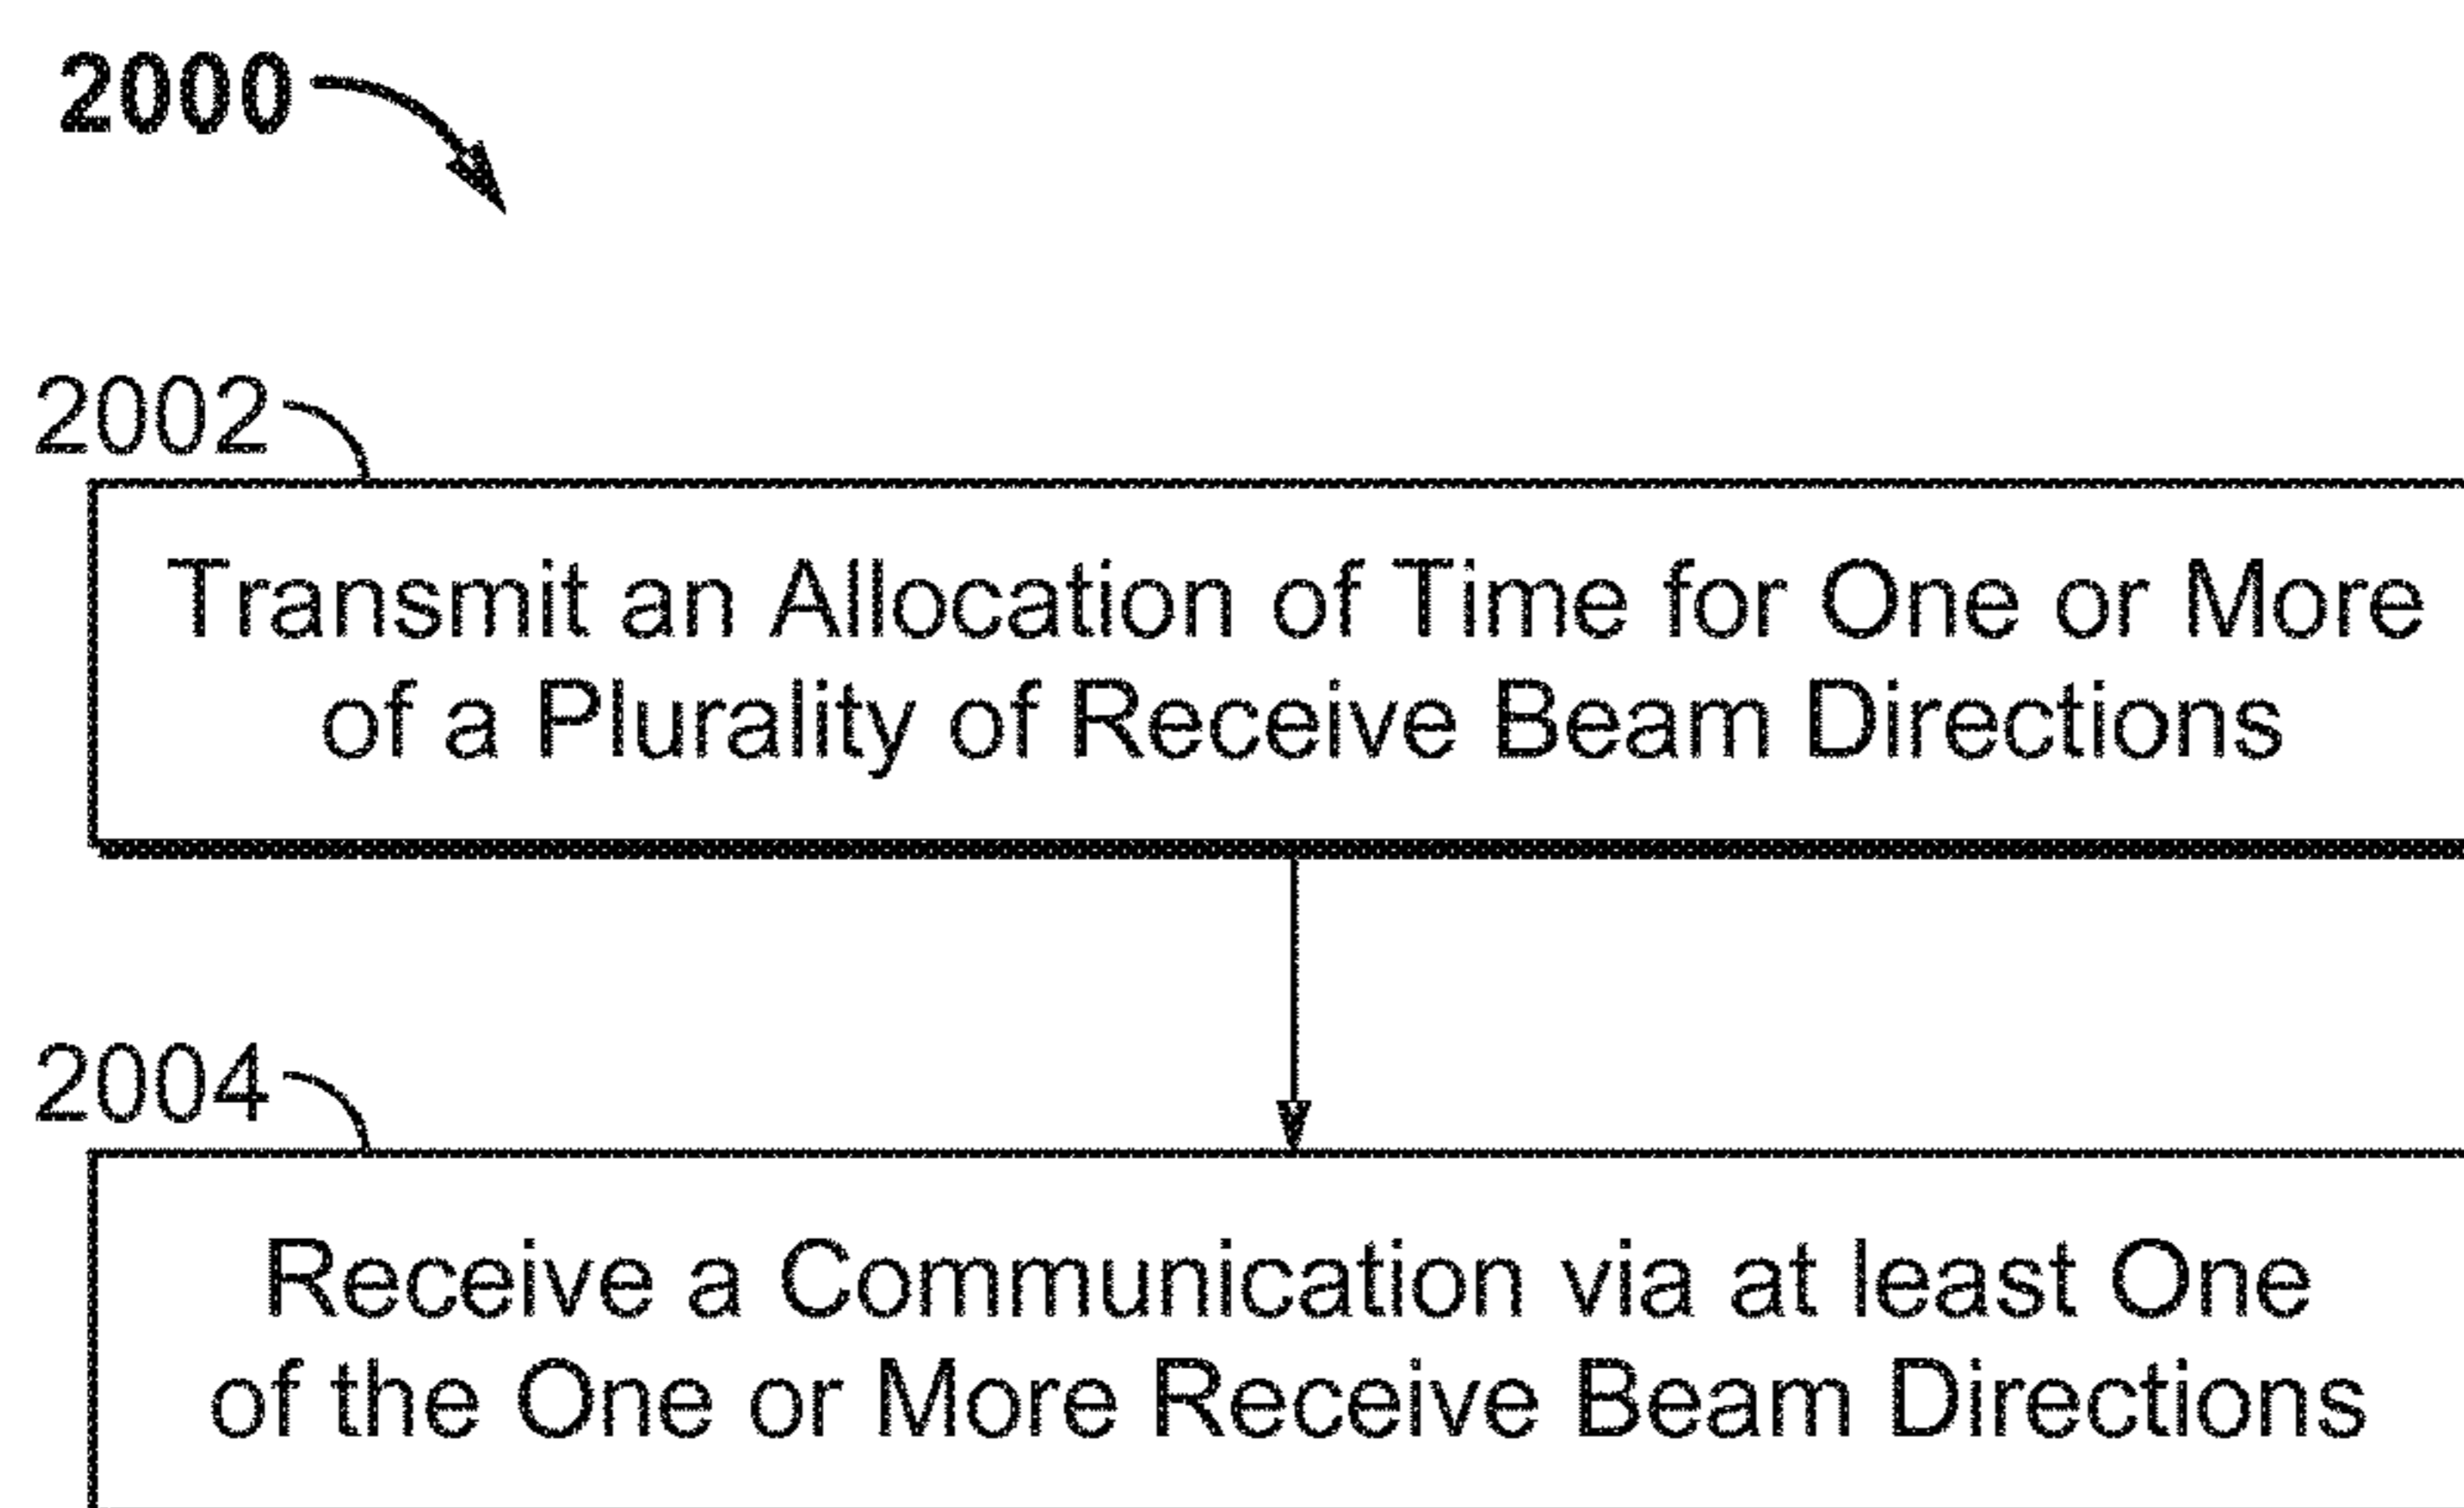 2000
2002
Transmit an Allocation of Time for One or More
of a Plurality of Receive Beam Directions
2004
Receive a Communication via at least One
of the One or More Receive Beam Directions